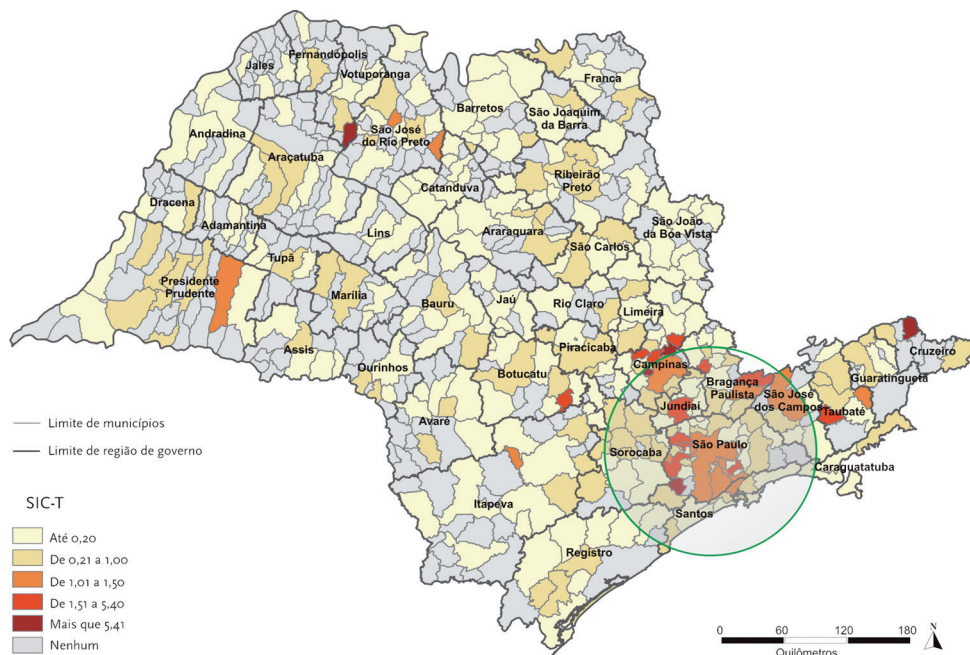 Fernandópolis
Jales
Votuporanga
Franca
Barretos
São Joaquim
da Barra
Andradina
São José
do Rio Preto
Araçatuba
Ribeirão
Preto
Catanduva
Dracena
São João
da Boa Vista
Adamantina
Lins
Araraquara
São Carlos
Tupã
Presidente
Prudente
Marília
Bauru
Jaú
Rio Claro
Limeira
Cruzeiro
Assis
Piracicaba
Ourinhos
Botucatu
Campinas
Guaratinguetá
Bragança
Paulista
São José
dos Campos
Jundiaí
Taubaté
Avaré
São Paulo
Sorocaba
Caraguatatuba
Itapeva
Santos
Registro
Limite de municípios
Limite de região de governo
SIC-T
Até 0,20
De 0,21 a 1,00
De 1,01 a 1,50
De 1,51 a 5,40
Mais que 5,41
Nenhum
0 60 120 180
Quilômetros
N